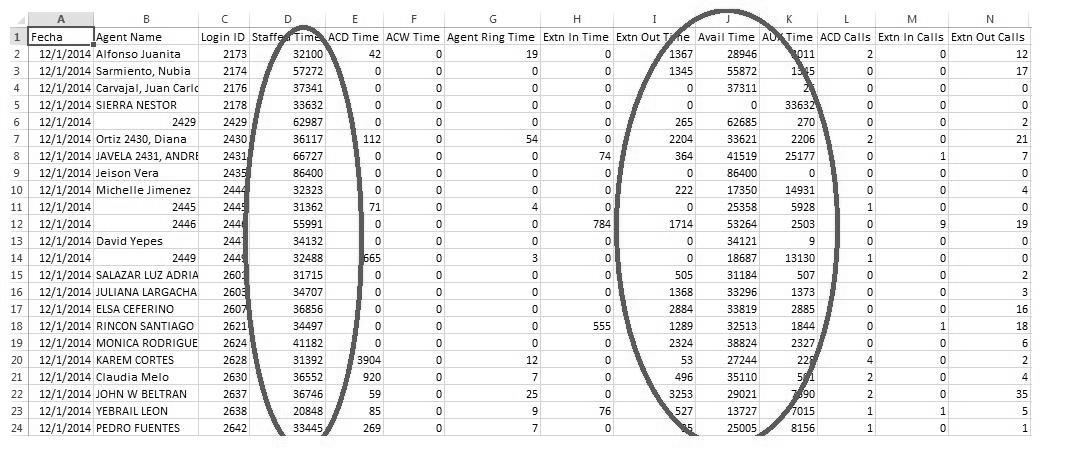 A B C D E F G H I J K L M N
1 Fecha Agent Name Login ID Staffed Time ACD Time ACW Time Agent Ring Time Extn In Time Extn Out Time Avail Time AUX Time ACD Calls Extn In Calls Extn Out Calls
2 12/1/2014 Alfonso Juanita 2173 32100 42 0 19 0 1367 28946 2 0 12
3 12/1/2014 Sarmiento, Nubia 2174 57272 0 0 0 0 1345 55872 1345 0 0 17
4 12/1/2014 Carvajal, Juan Carlo 2176 37341 0 0 0 0 0 37311 0 0 0
5 12/1/2014 SIERRA NESTOR 2178 33632 0 0 0 0 0 0 33632 0 0 0
6 12/1/2014 2429 2429 62987 0 0 0 0 265 62685 270 0 0 2
7 12/1/2014 Ortiz 2430, Diana 2430 36117 112 0 54 0 2204 33621 2206 2 0 21
8 12/1/2014 JAVELA 2431, ANDRE 2431 66727 0 0 0 74 364 41519 25177 0 1 7
9 12/1/2014 Jeison Vera 2435 86400 0 0 0 0 0 86400 0 0 0 0
10 12/1/2014 Michelle Jimenez 2444 32323 0 0 0 0 222 17350 14931 0 0 4
11 12/1/2014 2445 2445 31362 71 0 4 0 0 25358 5928 1 0 0
12 12/1/2014 2446 2446 55991 0 0 0 784 1714 53264 2503 0 9 19
13 12/1/2014 David Yepes 2447 34132 0 0 0 0 0 34121 9 0 0 0
14 12/1/2014 2449 2449 32488 665 0 3 0 0 18687 13130 1 0 0
15 12/1/2014 SALAZAR LUZ ADRIA 2601 31715 0 0 0 0 505 31184 507 0 0 2
16 12/1/2014 JULIANA LARGACHA 2603 34707 0 0 0 0 1368 33296 1373 0 0 3
17 12/1/2014 ELSA CEFERINO 2607 36856 0 0 0 0 2884 33819 2885 0 0 16
18 12/1/2014 RINCON SANTIAGO 2621 34497 0 0 0 555 1289 32513 1844 0 1 18
19 12/1/2014 MONICA RODRIGUE 2624 41182 0 0 0 0 2324 38824 2327 0 0 6
20 12/1/2014 KAREM CORTES 2628 31392 3904 0 12 0 53 27244 4 0 2
21 12/1/2014 Claudia Melo 2630 36552 920 0 7 0 496 35110 2 0 4
22 12/1/2014 JOHN W BELTRAN 2637 36746 59 0 25 0 3253 29021 2 0 35
23 12/1/2014 YEBRAIL LEON 2638 20848 85 0 9 76 527 13727 7015 1 1 5
24 12/1/2014 PEDRO FUENTES 2642 33445 269 0 7 0 25005 8156 1 0 1